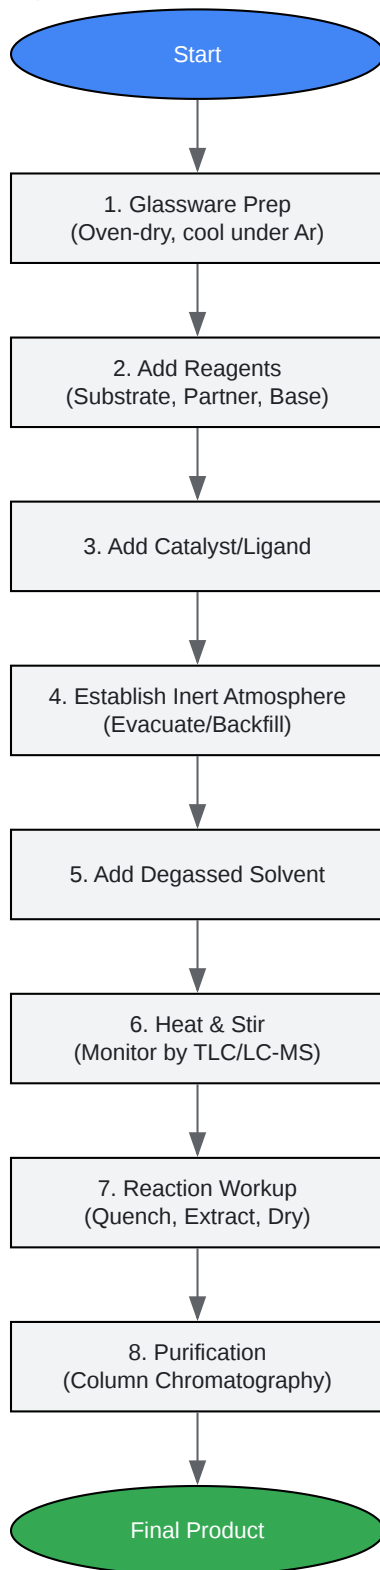 Start
1. Glassware Prep
(Oven-dry, cool under Ar)
2. Add Reagents
(Substrate, Partner, Base)
3. Add Catalyst/Ligand
4. Establish Inert Atmosphere
(Evacuate/Backfill)
5. Add Degassed Solvent
6. Heat & Stir
(Monitor by TLC/LC-MS)
7. Reaction Workup
(Quench, Extract, Dry)
8. Purification
(Column Chromatography)
Final Product